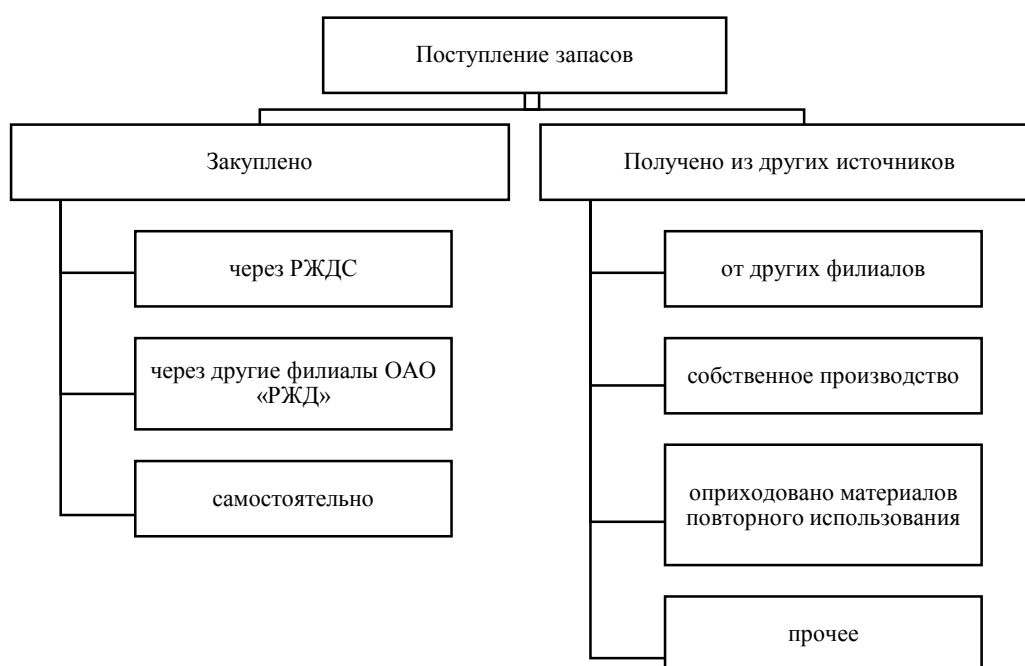 Поступление запасов
Закуплено
Получено из других источников
через РЖДС
от других филиалов
через другие филиалы ОАО
«РЖД»
собственное производство
самостоятельно
оприходовано материалов
повторного использования
прочее